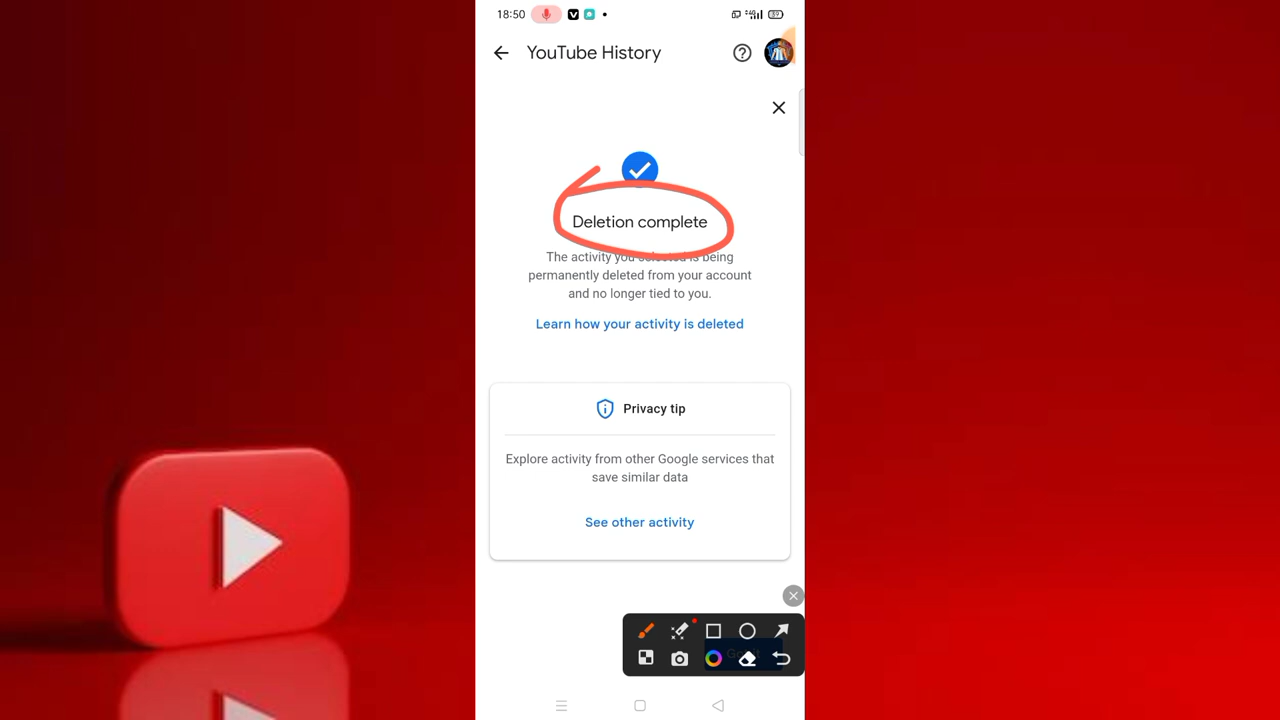 18:50
YouTube History
Deletion complete
The activity you selected is being
permanently deleted from your account
and no longer tied to you.
Learn how your activity is deleted
Privacy tip
Explore activity from other Google services that
save similar data
See other activity